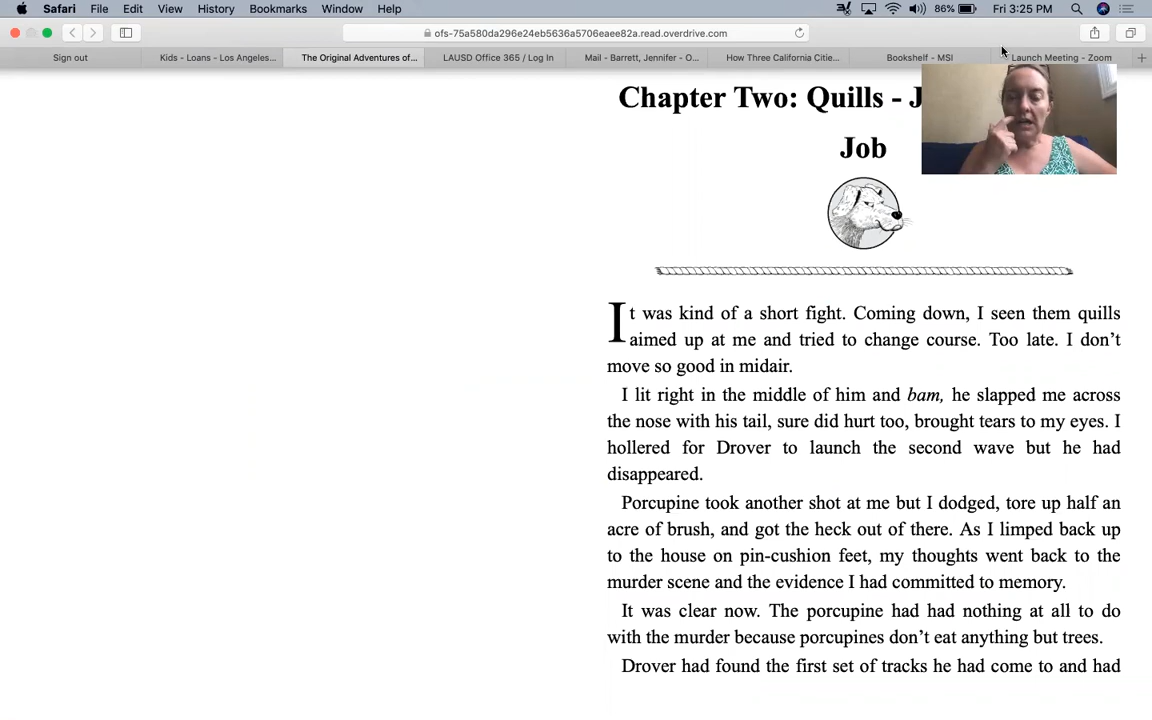 Safari File Edit View History Bookmarks Window Help 86% Fri 3:25 PM
ofs-75a580da296e24eb5636a5706eaee82a.read.overdrive.com
Sign out Kids - Loans - Los Angeles... The Original Adventures of... LAUSD Office 365 / Log In Mail - Barrett, Jennifer - O... How Three California Citie... Bookshelf - MSI Launch Meeting - Zoom
Chapter Two: Quills - J
Job
It was kind of a short fight. Coming down, I seen them quills
aimed up at me and tried to change course. Too late. I don’t
move so good in midair.
I lit right in the middle of him and bam, he slapped me across
the nose with his tail, sure did hurt too, brought tears to my eyes. I
hollered for Drover to launch the second wave but he had
disappeared.
Porcupine took another shot at me but I dodged, tore up half an
acre of brush, and got the heck out of there. As I limped back up
to the house on pin-cushion feet, my thoughts went back to the
murder scene and the evidence I had committed to memory.
It was clear now. The porcupine had had nothing at all to do
with the murder because porcupines don’t eat anything but trees.
Drover had found the first set of tracks he had come to and had